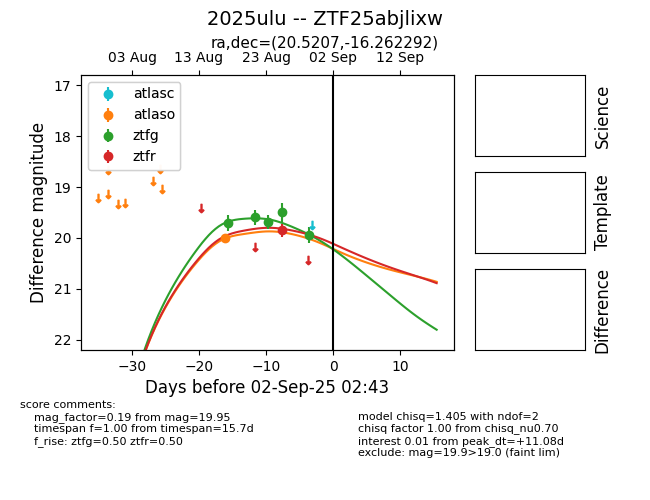 2025ulu -- ZTF25abjlixw
ra,dec=(20.5207,-16.262292)
03 Aug 13 Aug 23 Aug 02 Sep 12 Sep
atlasc
atlaso
ztfg
ztfr
17
18
19
20
21
22
Difference magnitude
−30 −20 −10 0 10
Days before 02-Sep-25 02:43
Science
Template
Difference
score comments:
mag_factor=0.19 from mag=19.95
timespan f=1.00 from timespan=15.7d
f_rise: ztfg=0.50 ztfr=0.50
model chisq=1.405 with ndof=2
chisq factor 1.00 from chisq_nu0.70
interest 0.01 from peak_dt=+11.08d
exclude: mag=19.9>19.0 (faint lim)